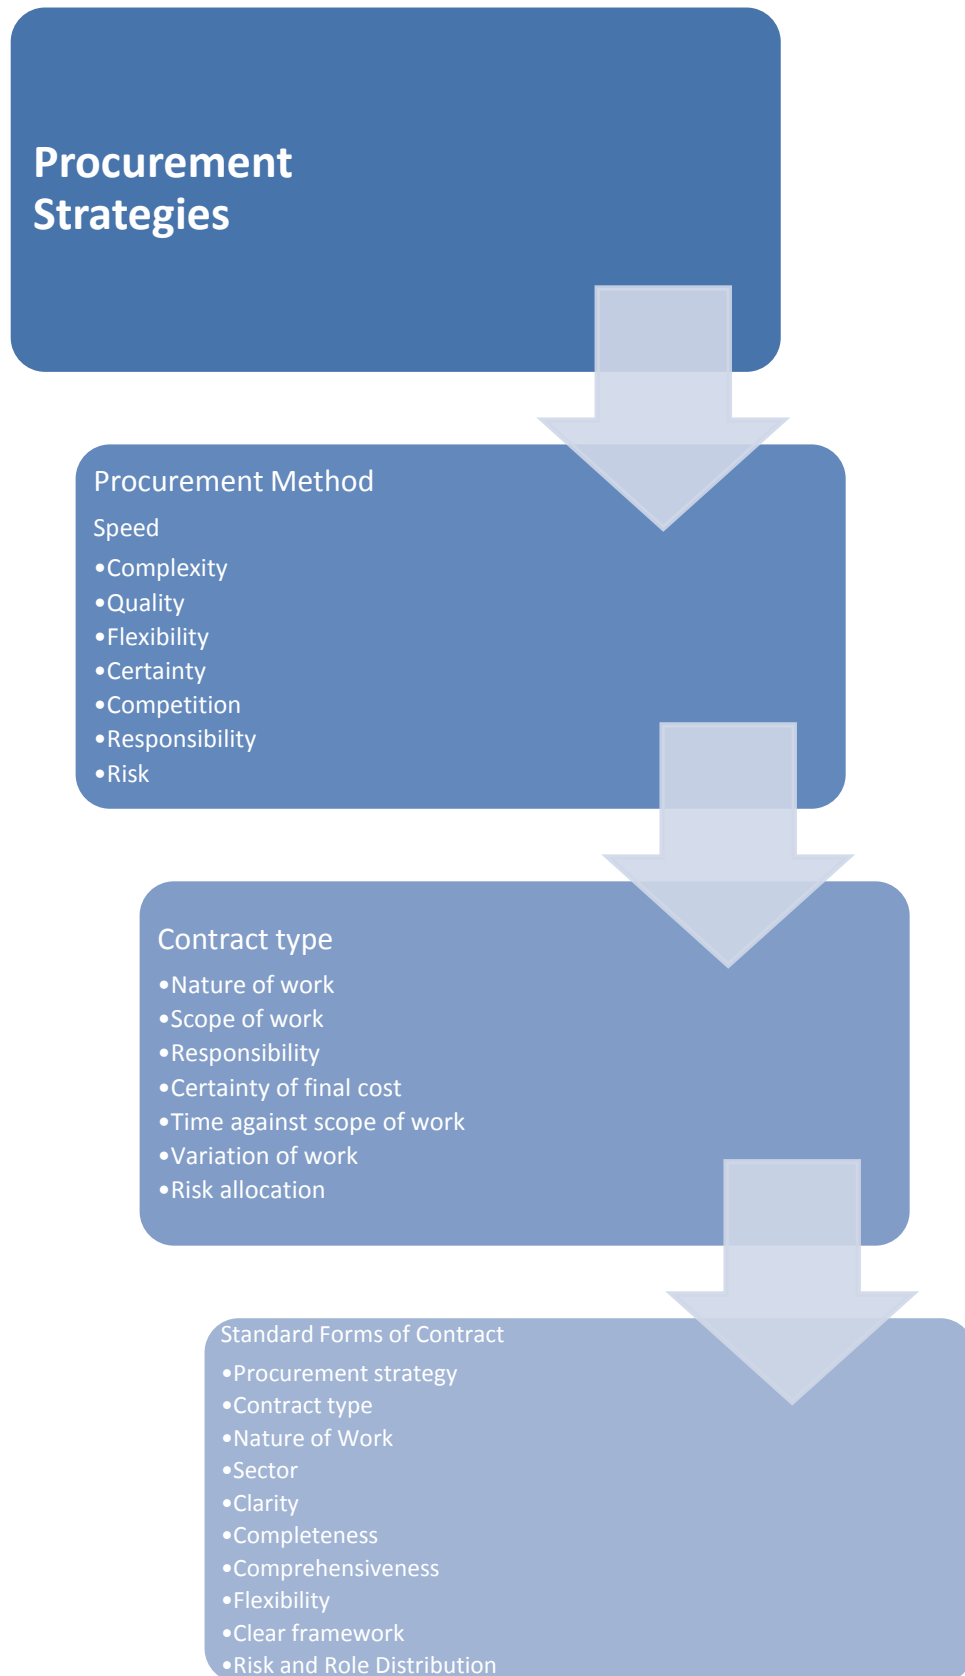 Procurement
Strategies
Procurement Method
Speed
•Complexity
•Quality
•Flexibility
•Certainty
•Competition
•Responsibility
•Risk
Contract type
•Nature of work
•Scope of work
•Responsibility
•Certainty of final cost
•Time against scope of work
•Variation of work
•Risk allocation
Standard Forms of Contract
•Procurement strategy
•Contract type
•Nature of Work
•Sector
•Clarity
•Completeness
•Comprehensiveness
•Flexibility
•Clear framework
•Risk and Role Distribution